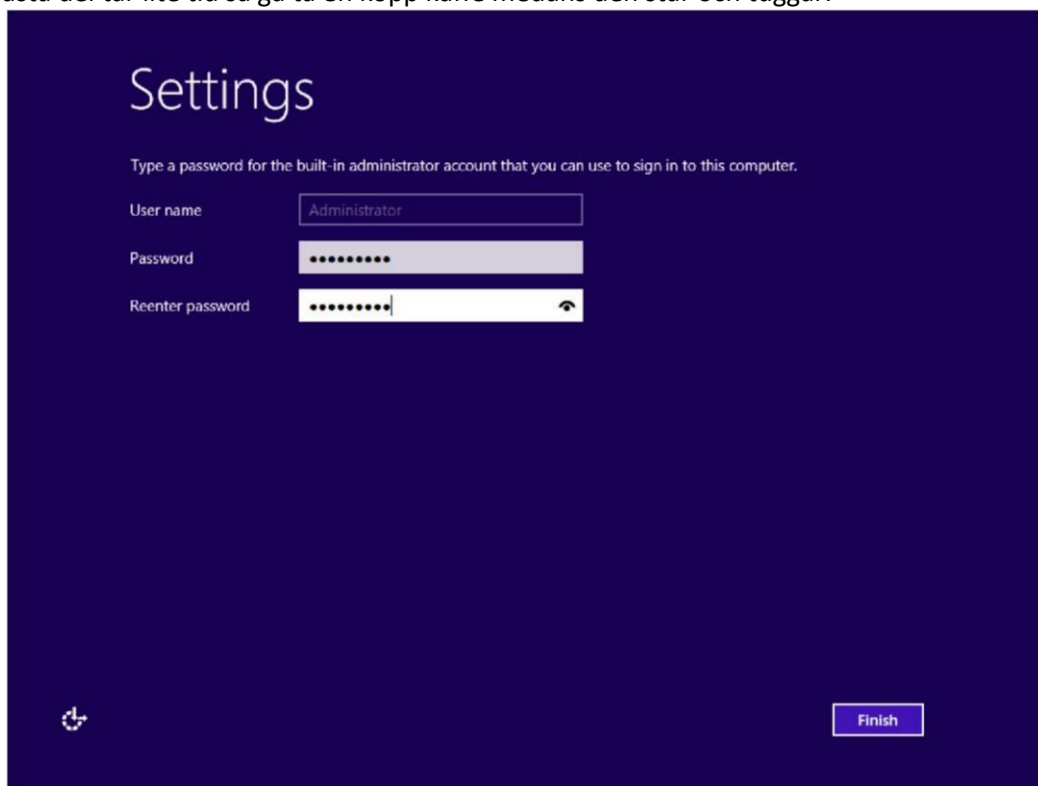 Settings
Type a password for the built-in administrator account that you can use to sign in to this computer.
User name Administrator
Password •••••••••
Reenter password •••••••••
Finish